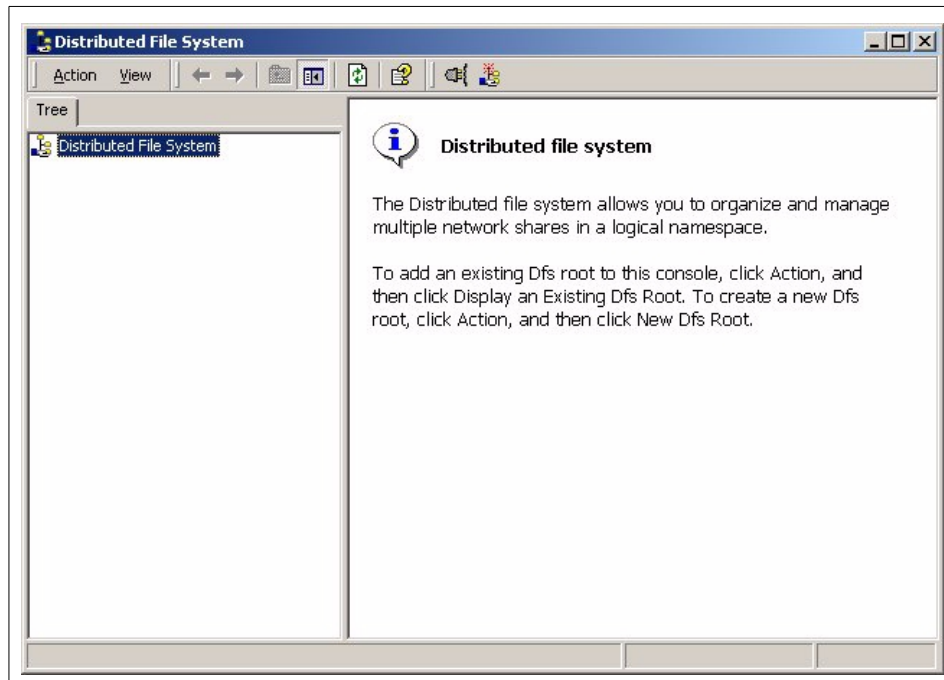 Distributed File System
Action View
Tree
Distributed File System
Distributed file system
The Distributed file system allows you to organize and manage
multiple network shares in a logical namespace.
To add an existing Dfs root to this console, click Action, and
then click Display an Existing Dfs Root. To create a new Dfs
root, click Action, and then click New Dfs Root.